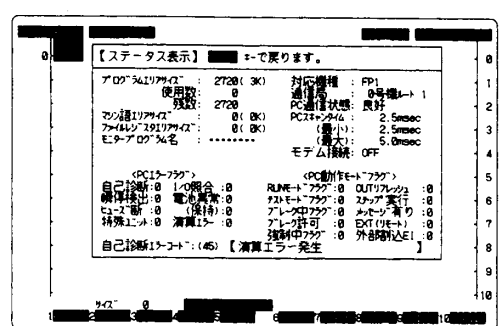 【ステータス表示】 キーで戻ります。
プログラムエリアサイズ : 2720( 3K) 対応機種 : FP1
使用数: 0 通信局 : 0号機ルート 1
残数: 2720 PC通信状態: 良好
マシン語エリアサイズ : 0( 0K) PCスキャンタイム : 2.5msec
ファイルレジスタエリアサイズ : 0( 0K) (最小): 2.5msec
モニタープログラム名 : -------- (最大): 5.0msec
モデム接続: OFF
<PCエラーフラグ> <PC動作モードフラグ>
自己診断:0 I/O照合 :0 RUNモードフラグ :0 OUTリフレッシュ :0
瞬停検出:0 電池異常:0 テストモードフラグ :0 ステップ実行 :0
ヒューズ断 :0 (保持):0 ブレーク中フラグ :0 メッセージ有り :0
特殊ユニット:0 演算エラー :0 ブレーク許可 :0 EXT(リモート) :0
強制中フラグ :0 外部割込EI :0
自己診断エラーコード:(45) 【演算エラー発生 】
サイズ 0
0
0
1
2
3
4
5
6
7
8
9
10
1 2 3 4 5 6 7 8 9 10